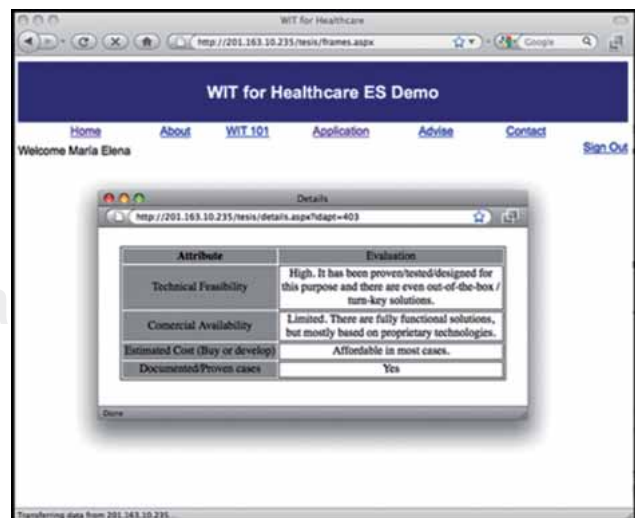 WIT for Healthcare
http://201.163.10.235/tesis/frames.aspx
Google
WIT for Healthcare ES Demo
Home About WIT 101 Application Advise Contact
Welcome Maria Elena
Sign Out
Details
http://201.163.10.235/tesis/details.aspx?idapt=403
Attribute Evaluation
Technical Feasibility
High. It has been proven/tested/designed for
this purpose and there are even out-of-the-box /
turn-key solutions.
Comercial Availability
Limited. There are fully functional solutions,
but mostly based on proprietary technologies.
Estimated Cost (Buy or develop) Affordable in most cases.
Documented/Proven cases Yes
Done
Transferring data from 201.163.10.235...